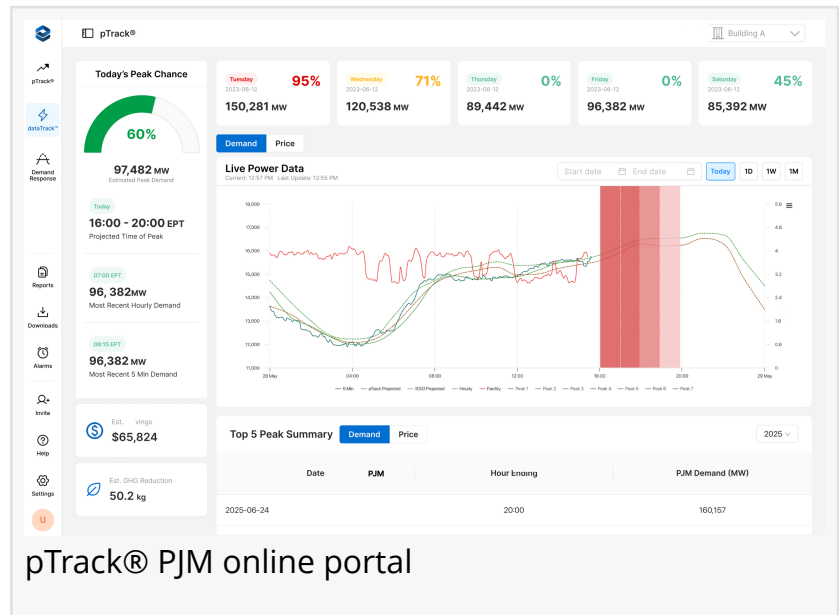 pTrack®
Building A
pTrack®
dataTrack™
Demand
Response
Reports
Downloads
Alarms
Invite
Help
Settings
U
Today's Peak Chance
60%
97,482 MW
Estimated Peak Demand
Today
16:00 - 20:00 EPT
Projected Time of Peak
07:00 EPT
96, 382MW
Most Recent Hourly Demand
08:15 EPT
96,382 MW
Most Recent 5 Min Demand
Est. vings
$65,824
Est. GHG Reduction
50.2 kg
Tuesday 95%
2023-06-12
150,281 MW
Wednesday 71%
2023-06-12
120,538 MW
Thursday 0%
2023-06-12
89,442 MW
Friday 0%
2023-06-12
96,382 MW
Saturday 45%
2023-06-12
85,392 MW
Demand Price
Live Power Data
Current: 12:57 PM Last Update: 12:55 PM
Start date End date Today 1D 1W 1M
18,000 5.6
17,000 4.8
16,000 4
15,000 3.2
14,000 2.4
13,000 1.6
12,000 0.8
11,000 0
28 May 04:00 08:00 12:00 16:00 20:00 29 May
5 Min pTrack Projected IESO Projected Hourly Facility Peak 1 Peak 2 Peak 3 Peak 4 Peak 5 Peak 6 Peak 7
Top 5 Peak Summary Demand Price 2025
Date PJM Hour Ending PJM Demand (MW)
2025-06-24 20:00 160,157
pTrack® PJM online portal